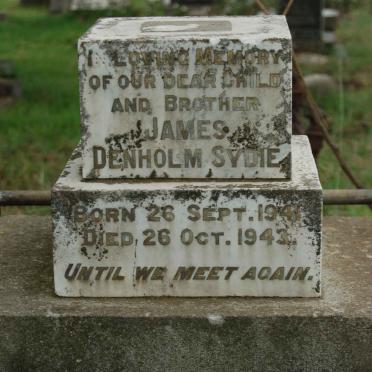 IN LOVING MEMORY
OF OUR DEAR CHILD
AND BROTHER
JAMES
DENHOLM SYDIE
BORN 26 SEPT. 1941
DIED 26 OCT. 1943.
UNTIL WE MEET AGAIN.